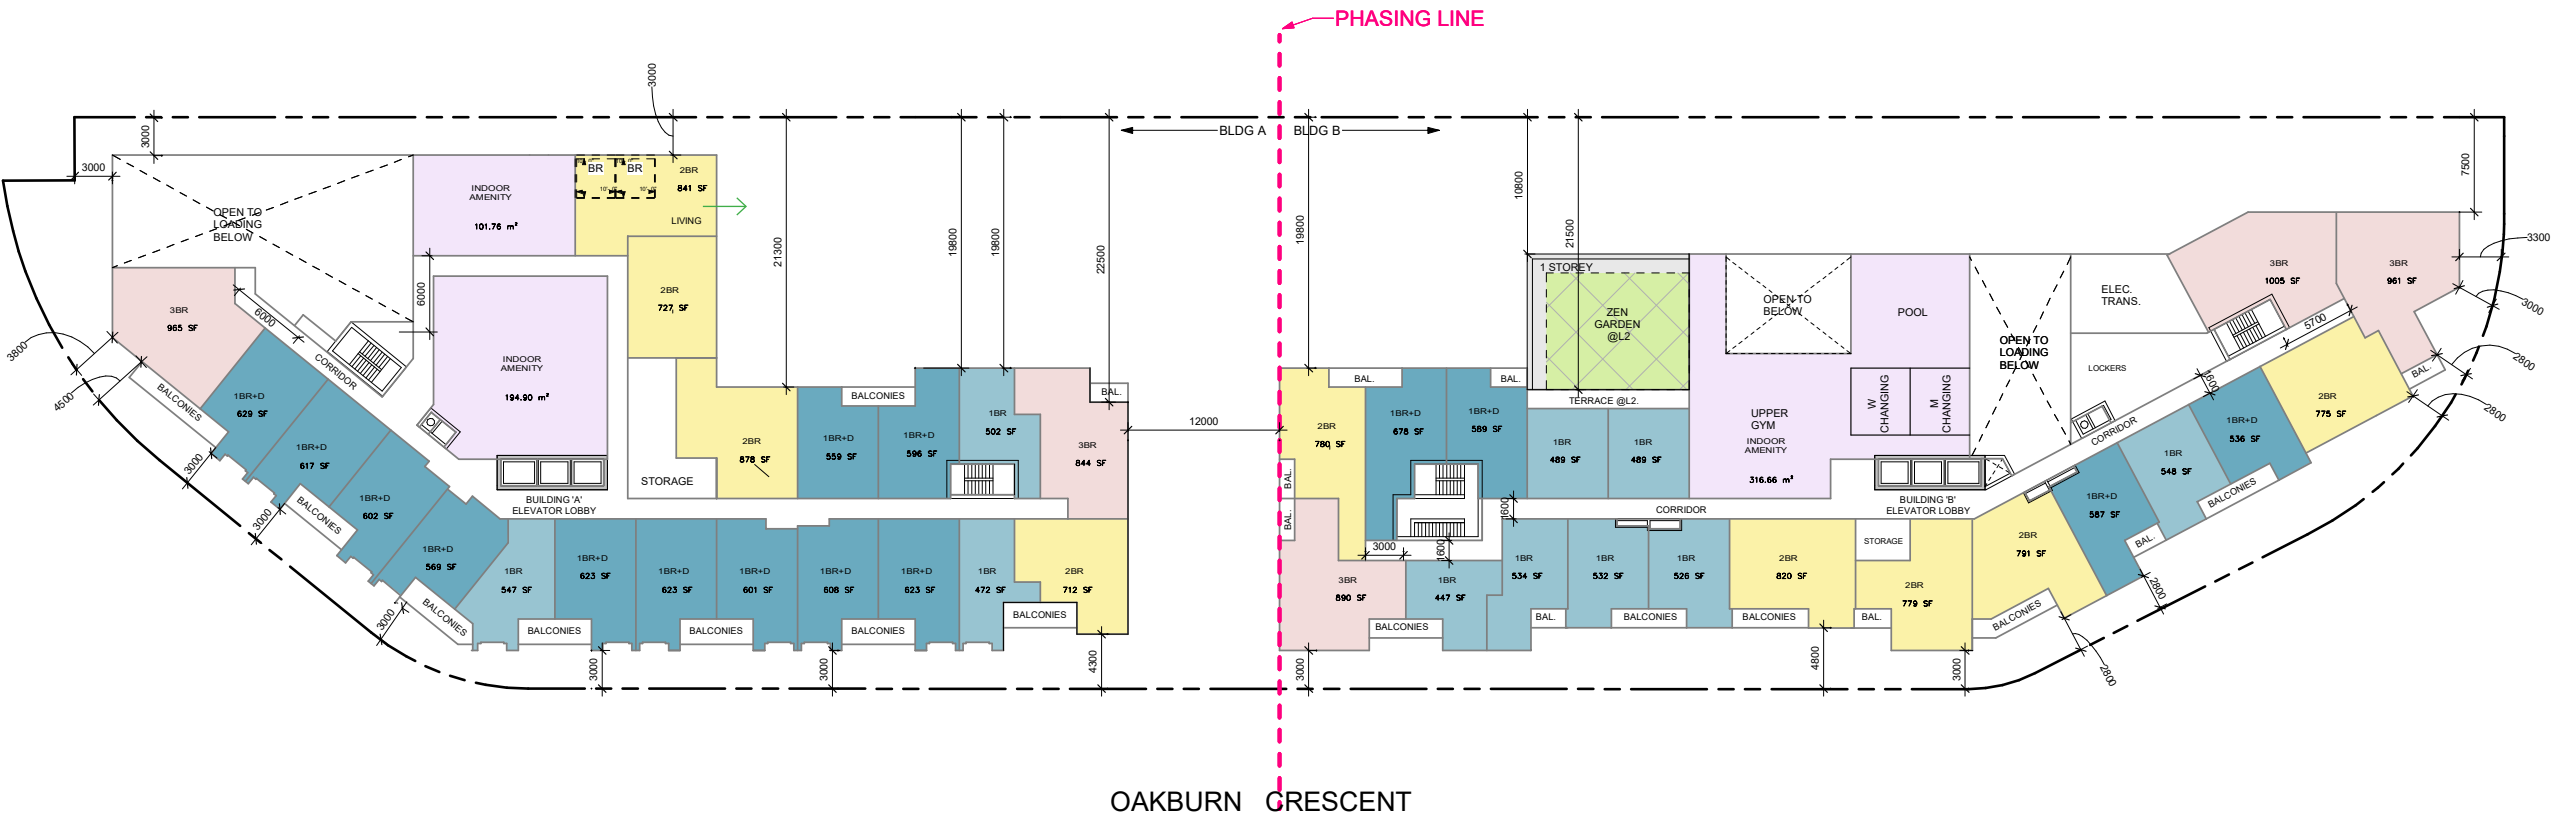 PHASING LINE
BLDG A
BLDG B
3000
3000
3000
OPEN TO
LOADING
BELOW
INDOOR
AMENITY
101.76 m²
BR
BR
2BR
841 SF
LIVING
2BR
727 SF
21300
19800
19800
22500
6000
6000
INDOOR
AMENITY
194.90 m²
3BR
965 SF
3800
4500
CORRIDOR
BALCONIES
1BR+D
629 SF
1BR+D
617 SF
1BR+D
602 SF
1BR+D
569 SF
3000
BALCONIES
3000
BALCONIES
3000
BUILDING 'A'
ELEVATOR LOBBY
STORAGE
2BR
878 SF
BALCONIES
1BR+D
559 SF
1BR+D
596 SF
1BR
502 SF
BAL.
3BR
844 SF
12000
1BR
547 SF
1BR+D
623 SF
1BR+D
623 SF
1BR+D
601 SF
1BR+D
608 SF
1BR+D
623 SF
1BR
472 SF
2BR
712 SF
BALCONIES
BALCONIES
BALCONIES
BALCONIES
3000
3000
4300
19800
10800
21500
7500
3300
3000
2800
2800
1 STOREY
ZEN
GARDEN
@L2
TERRACE @L2.
OPEN TO
BELOW
POOL
UPPER
GYM
INDOOR
AMENITY
316.66 m²
W
CHANGING
M
CHANGING
OPEN TO
LOADING
BELOW
ELEC.
TRANS.
LOCKERS
3BR
1005 SF
3BR
961 SF
5700
1600
BAL.
2BR
775 SF
1BR+D
536 SF
1BR
548 SF
1BR+D
587 SF
CORRIDOR
BALCONIES
BAL.
2800
BAL.
BAL.
2BR
780 SF
1BR+D
678 SF
1BR+D
589 SF
1BR
489 SF
1BR
489 SF
BAL.
BAL.
1600
CORRIDOR
BUILDING 'B'
ELEVATOR LOBBY
3000
1600
3BR
890 SF
1BR
447 SF
1BR
534 SF
1BR
532 SF
1BR
526 SF
2BR
820 SF
STORAGE
2BR
779 SF
2BR
791 SF
BALCONIES
BAL.
BALCONIES
BALCONIES
BAL.
BALCONIES
3000
4800
3000
2800
OAKBURN CRESCENT